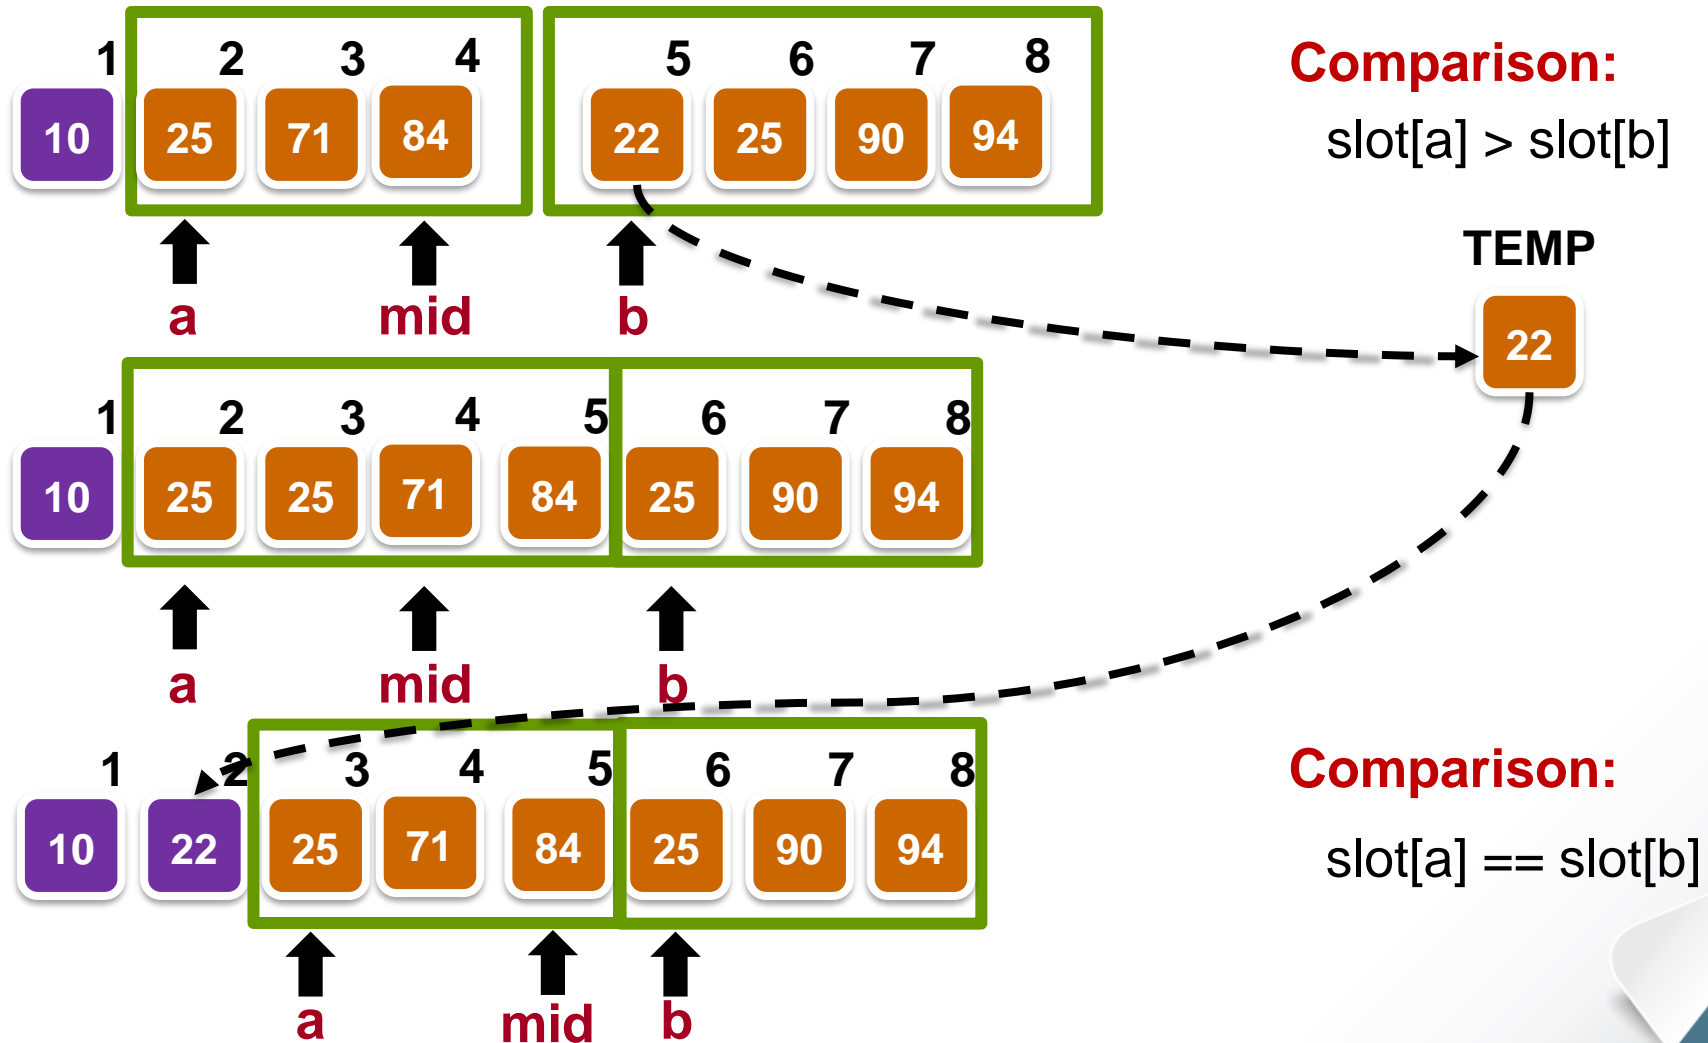 1 2 3 4 5 6 7 8
10 25 71 84 22 25 90 94
a mid b
Comparison:
slot[a] > slot[b]
TEMP
22
1 2 3 4 5 6 7 8
10 25 25 71 84 25 90 94
a mid b
1 2 3 4 5 6 7 8
10 22 25 71 84 25 90 94
a mid b
Comparison:
slot[a] == slot[b]